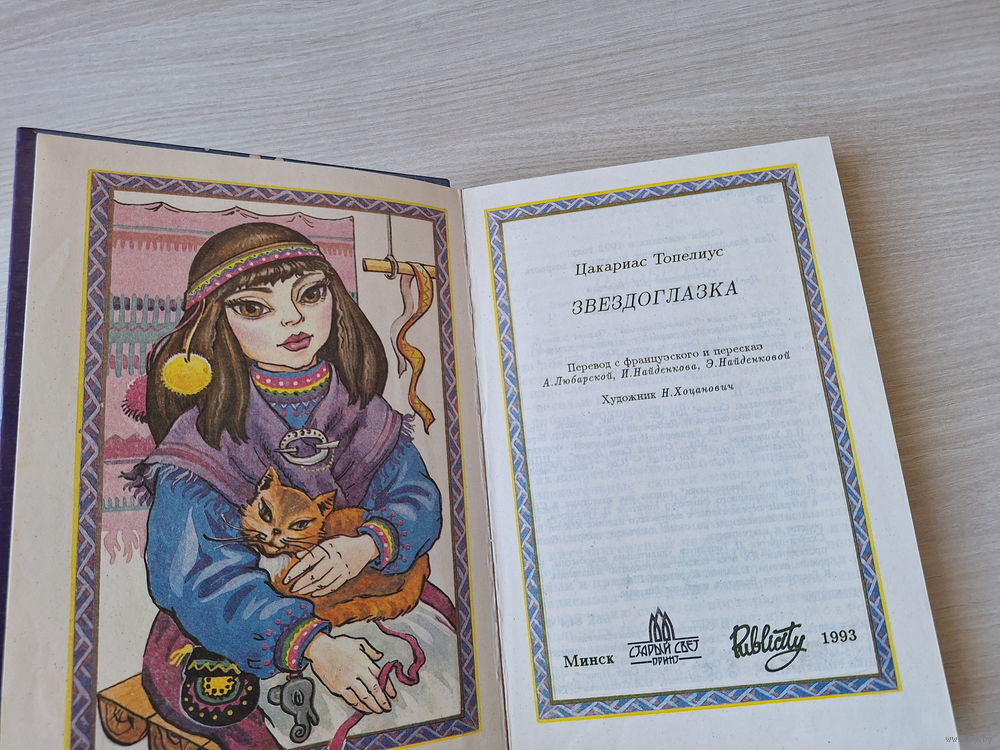 Цакариас Топелиус
ЗВЕЗДОГЛАЗКА
Перевод с французского и пересказ
А.Любарской, И.Найденкова, Э.Найденковой
Художник Н.Хоцанович
Минск
СТАРЫЙ СВЕТ
ПРИНТ
Publicity
1993